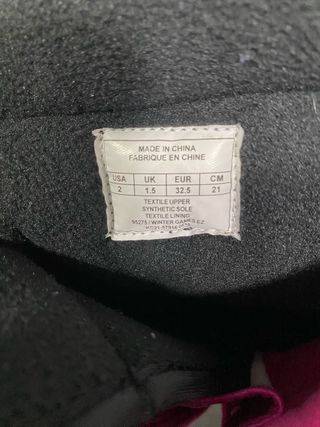 MADE IN CHINA
FABRIQUE EN CHINE
USA UK EUR CM
2 1.5 32.5 21
TEXTILE UPPER
SYNTHETIC SOLE
TEXTILE LINING
95275 / WINTER GAMES EZ